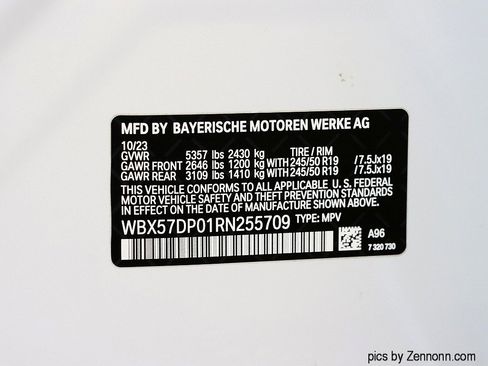 MFD BY BAYERISCHE MOTOREN WERKE AG
10/23
GVWR 5357 lbs 2430 kg TIRE / RIM
GAWR FRONT 2646 lbs 1200 kg WITH 245/50 R19 /7.5Jx19
GAWR REAR 3109 lbs 1410 kg WITH 245/50 R19 /7.5Jx19
THIS VEHICLE CONFORMS TO ALL APPLICABLE U. S. FEDERAL
MOTOR VEHICLE SAFETY, BUMPER, AND THEFT PREVENTION
STANDARDS IN EFFECT ON THE DATE OF MANUFACTURE SHOWN ABOVE.
WBX57DP01RN255709 TYPE: MPV
A96
7 320 730
pics by Zennonn.com